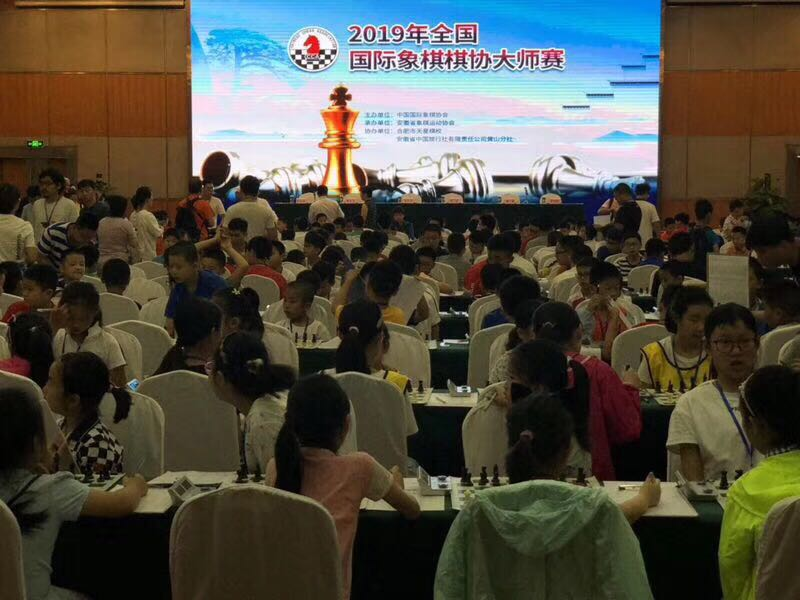 2019年全国
国际象棋棋协大师赛
主办单位：中国国际象棋协会
承办单位：安徽省象棋运动协会
协办单位：合肥市天星棋校
安徽省中国旅行社有限责任公司黄山分社